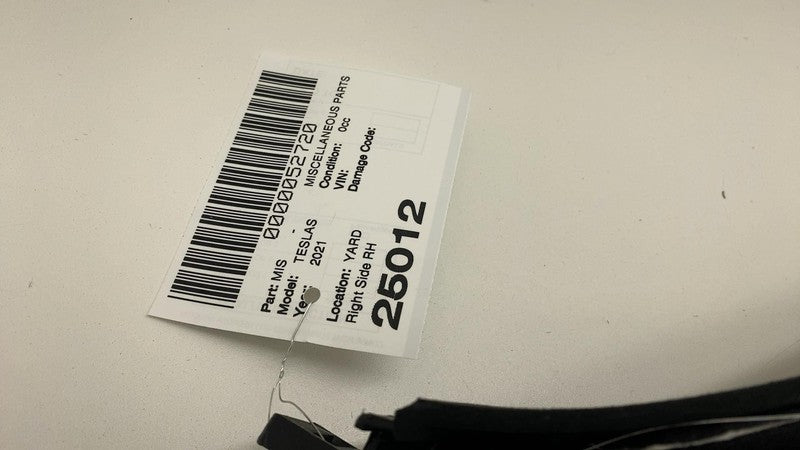 0000052720
Part: MIS - MISCELLANEOUS PARTS
Model: TESLAS Condition: 0cc
Year: 2021 VIN:
Damage Code:
Location: YARD
Right Side RH
25012